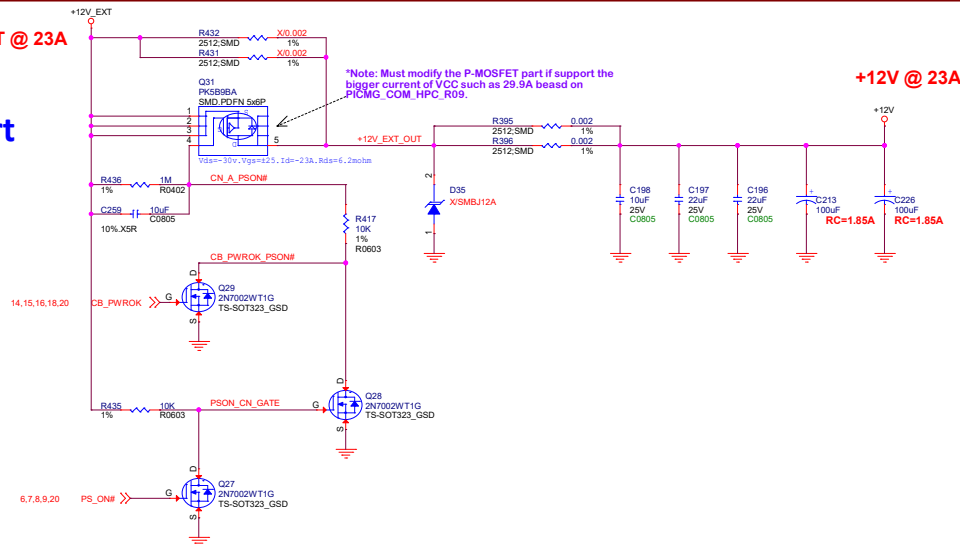 +12V_EXT
T @ 23A
R432
X/0.002
2512;SMD
1%
R431
X/0.002
2512;SMD
1%
Q31
PK5B9BA
SMD.PDFN 5x6P
*Note: Must modify the P-MOSFET part if support the
bigger current of VCC such as 29.9A beasd on
PICMG_COM_HPC_R09.
+12V @ 23A
+12V
rt
1
2
3
4
5
S
D
G
Vds=-30v.Vgs=±25.Id=-23A.Rds=6.2mohm
+12V_EXT_OUT
R395
0.002
2512;SMD
1%
R396
0.002
2512;SMD
1%
R436
1M
1%
R0402
CN_A_PSON#
C259
10uF
C0805
10%.X5R
R417
10K
1%
R0603
2
D35
X/SMBJ12A
1
C198
10uF
25V
C0805
C197
22uF
25V
C0805
C196
22uF
25V
C0805
+
C213
100uF
RC=1.85A
+
C226
100uF
RC=1.85A
CB_PWROK_PSON#
D
Q29
2N7002WT1G
TS-SOT323_GSD
14,15,16,18,20
CB_PWROK
G
S
D
Q28
2N7002WT1G
TS-SOT323_GSD
R435
10K
1%
R0603
PSON_CN_GATE
G
S
D
Q27
2N7002WT1G
TS-SOT323_GSD
6,7,8,9,20
PS_ON#
G
S